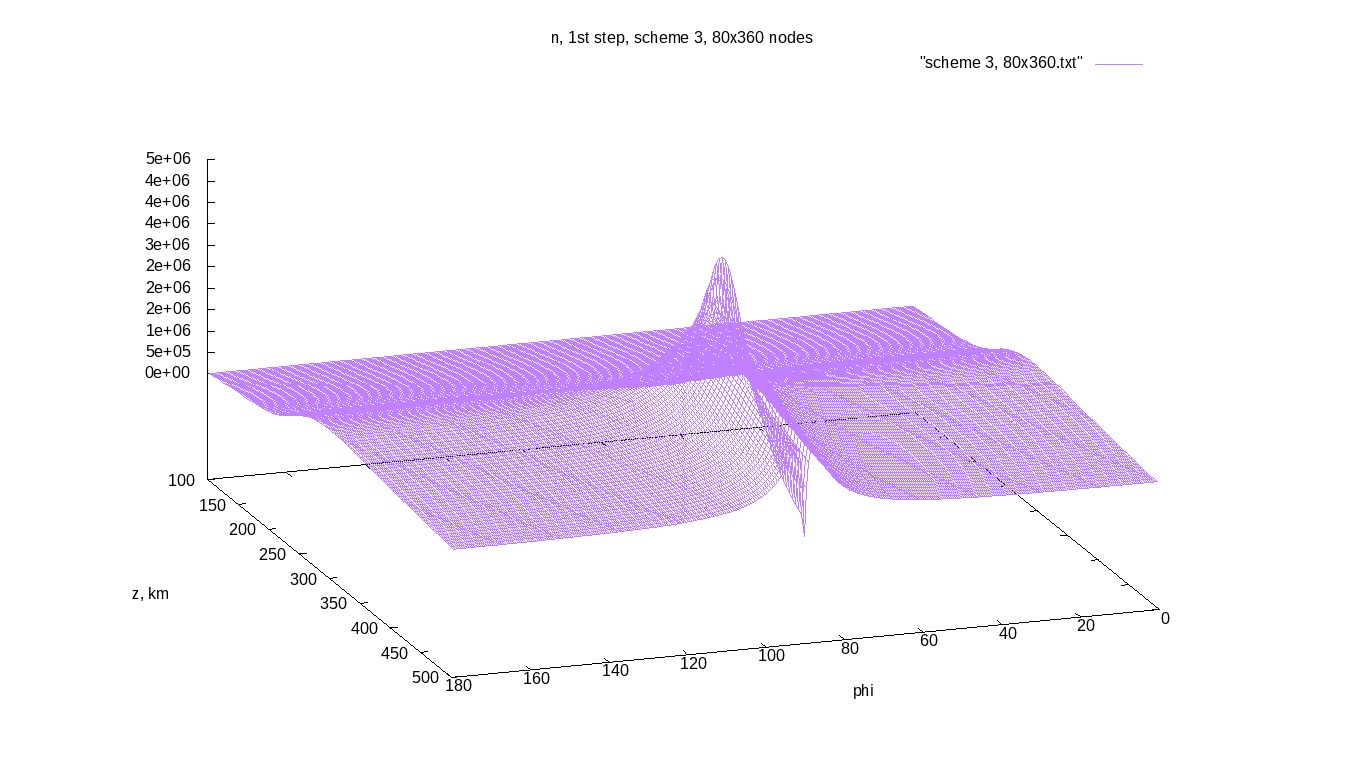 n, 1st step, scheme 3, 80x360 nodes
"scheme 3, 80x360.txt"
5e+06
4e+06
4e+06
4e+06
3e+06
2e+06
2e+06
2e+06
1e+06
5e+05
0e+00
100
150
200
250
300
350
400
450
500
z, km
180
160
140
120
100
80
60
40
20
0
phi